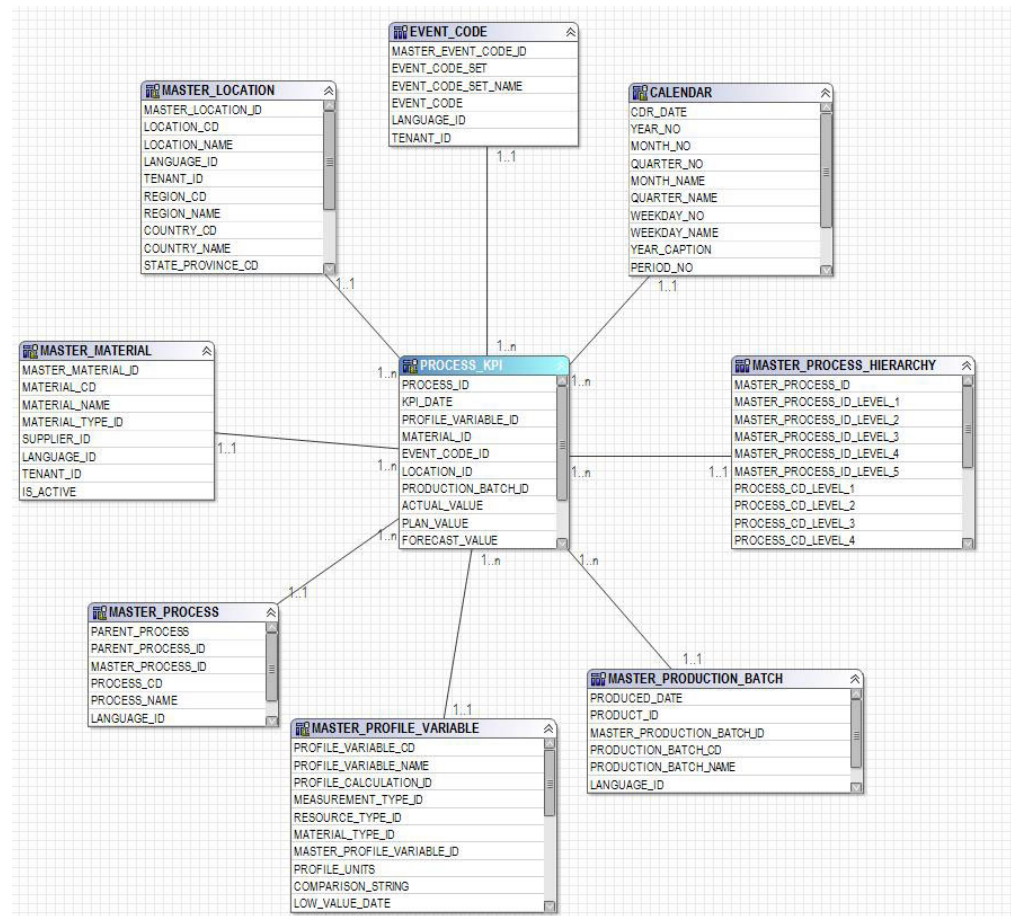 EVENT_CODE
MASTER_EVENT_CODE_ID
EVENT_CODE_SET
EVENT_CODE_SET_NAME
EVENT_CODE
LANGUAGE_ID
TENANT_ID
1..1
MASTER_LOCATION
MASTER_LOCATION_ID
LOCATION_CD
LOCATION_NAME
LANGUAGE_ID
TENANT_ID
REGION_CD
REGION_NAME
COUNTRY_CD
COUNTRY_NAME
STATE_PROVINCE_CD
1..1
CALENDAR
CDR_DATE
YEAR_NO
MONTH_NO
QUARTER_NO
MONTH_NAME
QUARTER_NAME
WEEKDAY_NO
WEEKDAY_NAME
YEAR_CAPTION
PERIOD_NO
1..1
MASTER_MATERIAL
MASTER_MATERIAL_ID
MATERIAL_CD
MATERIAL_NAME
MATERIAL_TYPE_ID
SUPPLIER_ID
LANGUAGE_ID
TENANT_ID
IS_ACTIVE
1..1
1..n
1..n
1..n
PROCESS_KPI
PROCESS_ID
KPI_DATE
PROFILE_VARIABLE_ID
MATERIAL_ID
EVENT_CODE_ID
LOCATION_ID
PRODUCTION_BATCH_ID
ACTUAL_VALUE
PLAN_VALUE
FORECAST_VALUE
1..n
1..n
1..n
1..n
1..n
1..1
MASTER_PROCESS_HIERARCHY
MASTER_PROCESS_ID
MASTER_PROCESS_ID_LEVEL_1
MASTER_PROCESS_ID_LEVEL_2
MASTER_PROCESS_ID_LEVEL_3
MASTER_PROCESS_ID_LEVEL_4
MASTER_PROCESS_ID_LEVEL_5
PROCESS_CD_LEVEL_1
PROCESS_CD_LEVEL_2
PROCESS_CD_LEVEL_3
PROCESS_CD_LEVEL_4
1..1
MASTER_PROCESS
PARENT_PROCESS
PARENT_PROCESS_ID
MASTER_PROCESS_ID
PROCESS_CD
PROCESS_NAME
LANGUAGE_ID
1..1
MASTER_PROFILE_VARIABLE
PROFILE_VARIABLE_CD
PROFILE_VARIABLE_NAME
PROFILE_CALCULATION_ID
MEASUREMENT_TYPE_ID
RESOURCE_TYPE_ID
MATERIAL_TYPE_ID
MASTER_PROFILE_VARIABLE_ID
PROFILE_UNITS
COMPARISON_STRING
LOW_VALUE_DATE
1..1
MASTER_PRODUCTION_BATCH
PRODUCED_DATE
PRODUCT_ID
MASTER_PRODUCTION_BATCH_ID
PRODUCTION_BATCH_CD
PRODUCTION_BATCH_NAME
LANGUAGE_ID